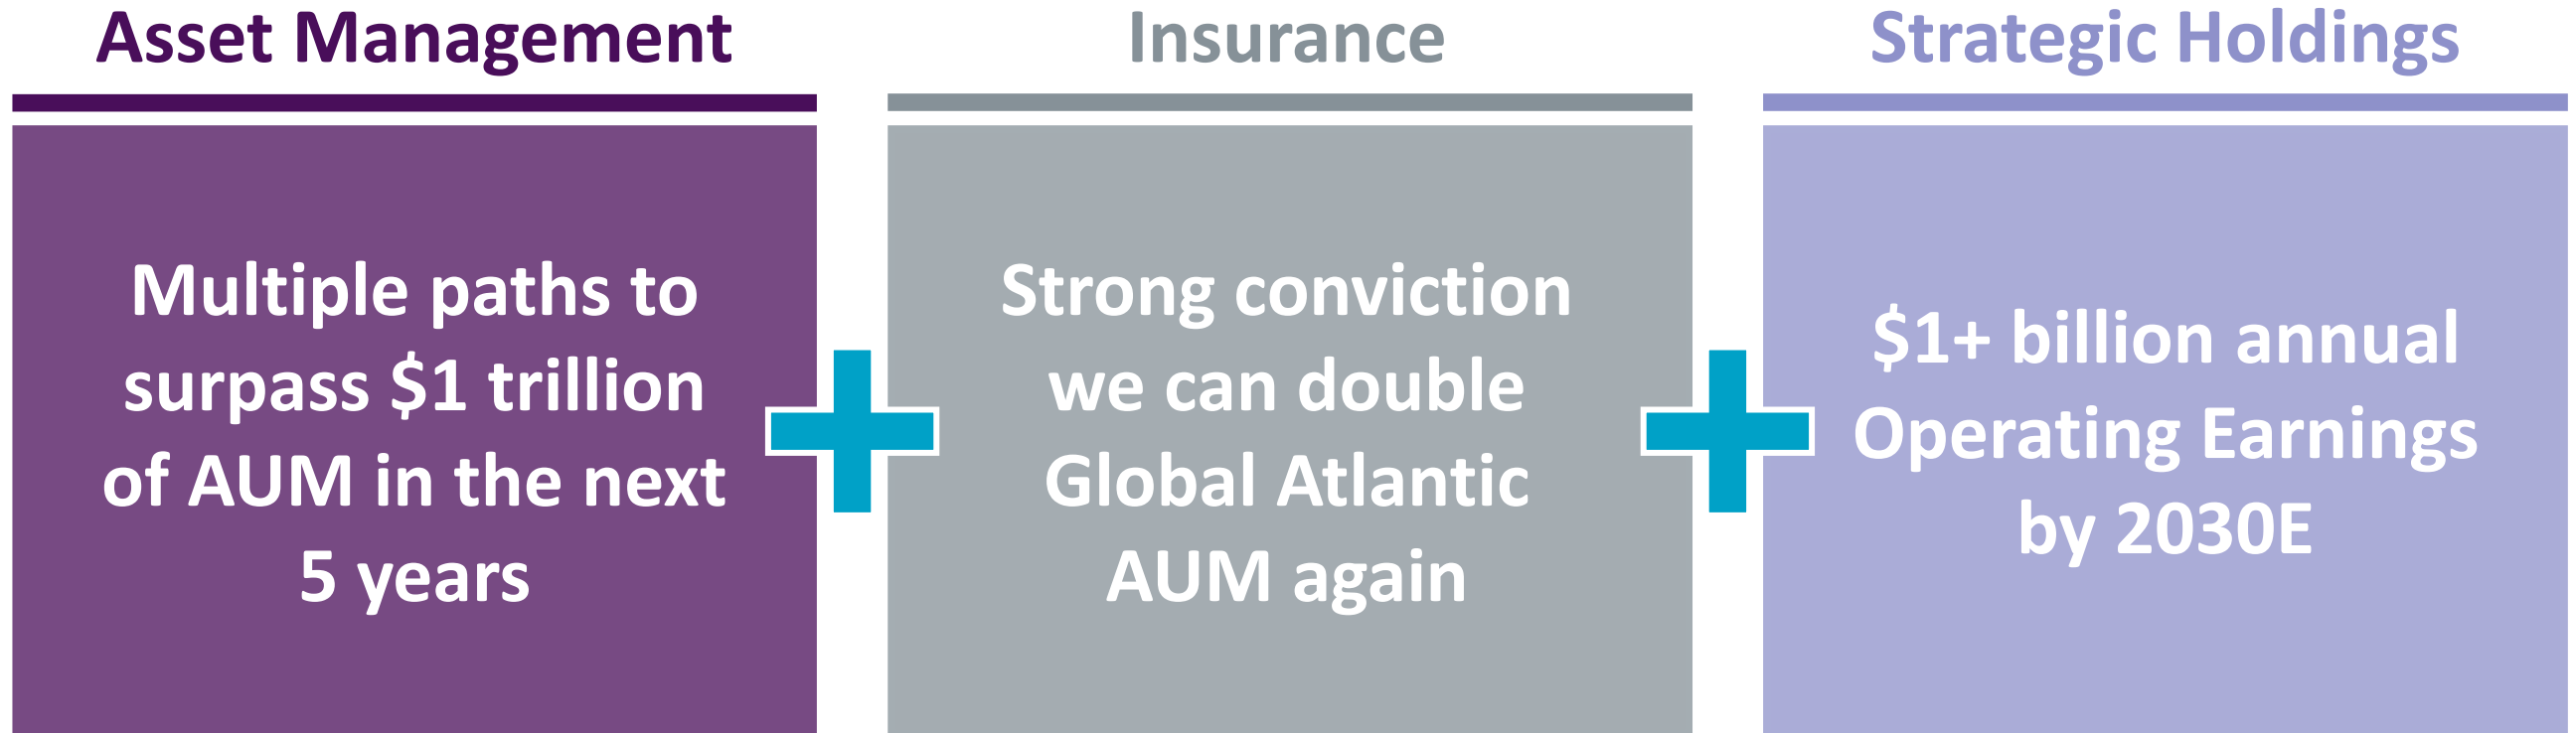 Asset Management
Multiple paths to
surpass $1 trillion
of AUM in the next
5 years
Insurance
Strong conviction
we can double
Global Atlantic
AUM again
Strategic Holdings
$1+ billion annual
Operating Earnings
by 2030E